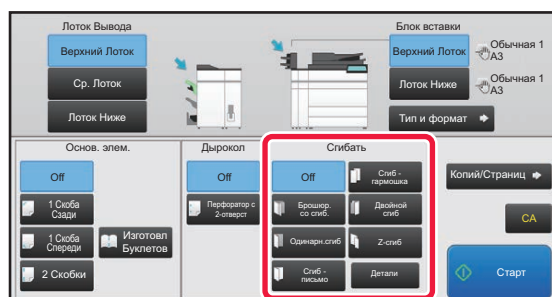 Лоток Вывода
Верхний Лоток
Ср. Лоток
Лоток Ниже
Блок вставки
Верхний Лоток
Обычная 1
A3
Лоток Ниже
Обычная 1
A3
Тип и формат
Основ. элем.
Off
1 Скоба
Сзади
1 Скоба
Спереди
2 Скобки
Изготовл
Буклетов
Дырокол
Off
Перфоратор с
2-отверст
Сгибать
Off
Сгиб -
гармошка
Брошюр.
со сгиб.
Двойной
сгиб
Одинарн.сгиб
Z-сгиб
Сгиб -
письмо
Детали
Копий/Страниц
CA
Старт